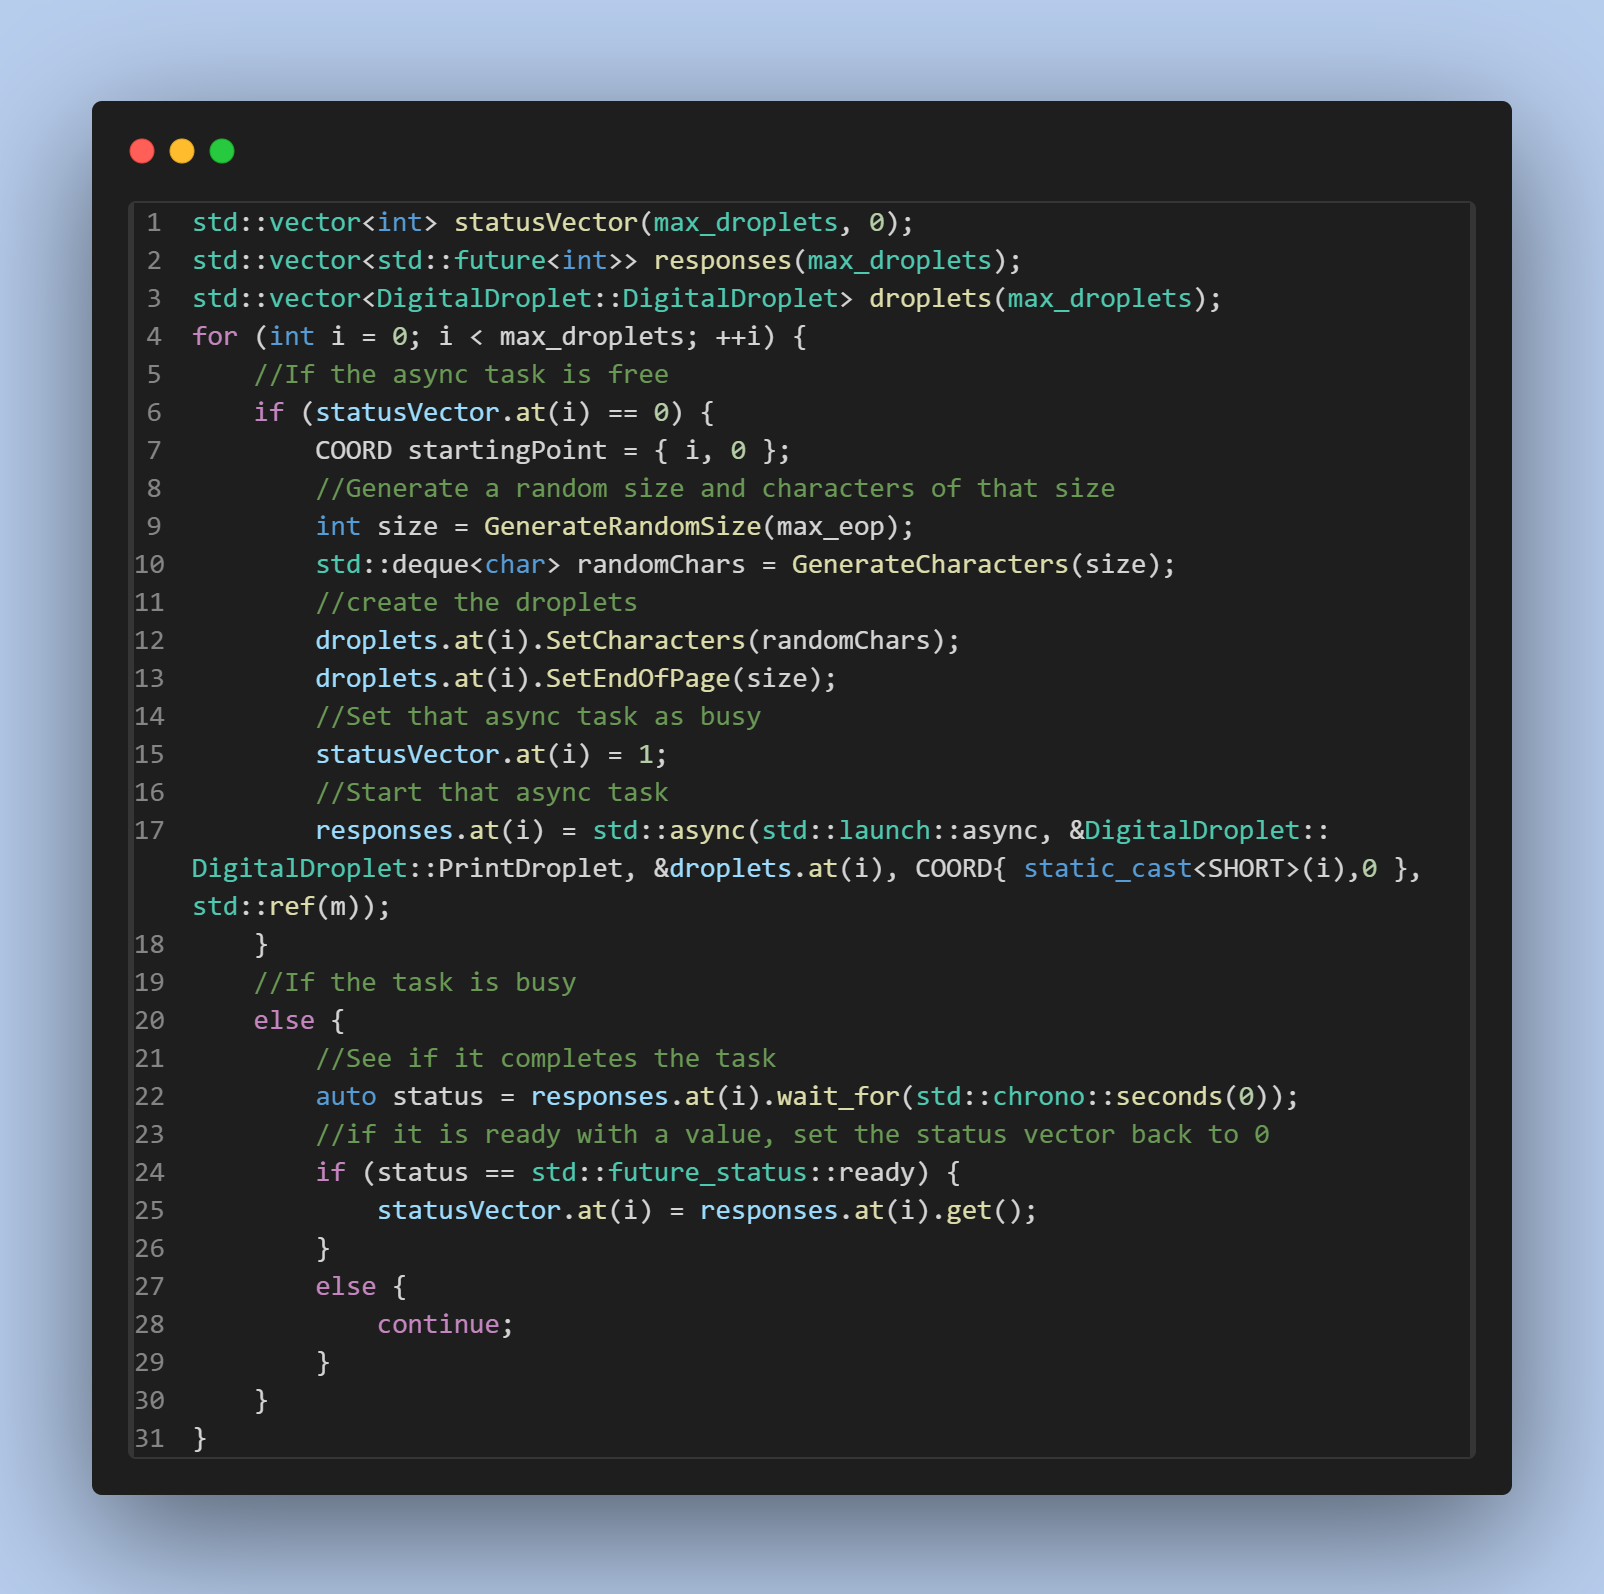 1 std::vector<int> statusVector(max_droplets, 0);
2 std::vector<std::future<int>> responses(max_droplets);
3 std::vector<DigitalDroplet::DigitalDroplet> droplets(max_droplets);
4 for (int i = 0; i < max_droplets; ++i) {
5     //If the async task is free
6     if (statusVector.at(i) == 0) {
7         COORD startingPoint = { i, 0 };
8         //Generate a random size and characters of that size
9         int size = GenerateRandomSize(max_eop);
10         std::deque<char> randomChars = GenerateCharacters(size);
11         //create the droplets
12         droplets.at(i).SetCharacters(randomChars);
13         droplets.at(i).SetEndOfPage(size);
14         //Set that async task as busy
15         statusVector.at(i) = 1;
16         //Start that async task
17         responses.at(i) = std::async(std::launch::async, &DigitalDroplet::
DigitalDroplet::PrintDroplet, &droplets.at(i), COORD{ static_cast<SHORT>(i),0 },
std::ref(m));
18     }
19     //If the task is busy
20     else {
21         //See if it completes the task
22         auto status = responses.at(i).wait_for(std::chrono::seconds(0));
23         //if it is ready with a value, set the status vector back to 0
24         if (status == std::future_status::ready) {
25             statusVector.at(i) = responses.at(i).get();
26         }
27         else {
28             continue;
29         }
30     }
31 }